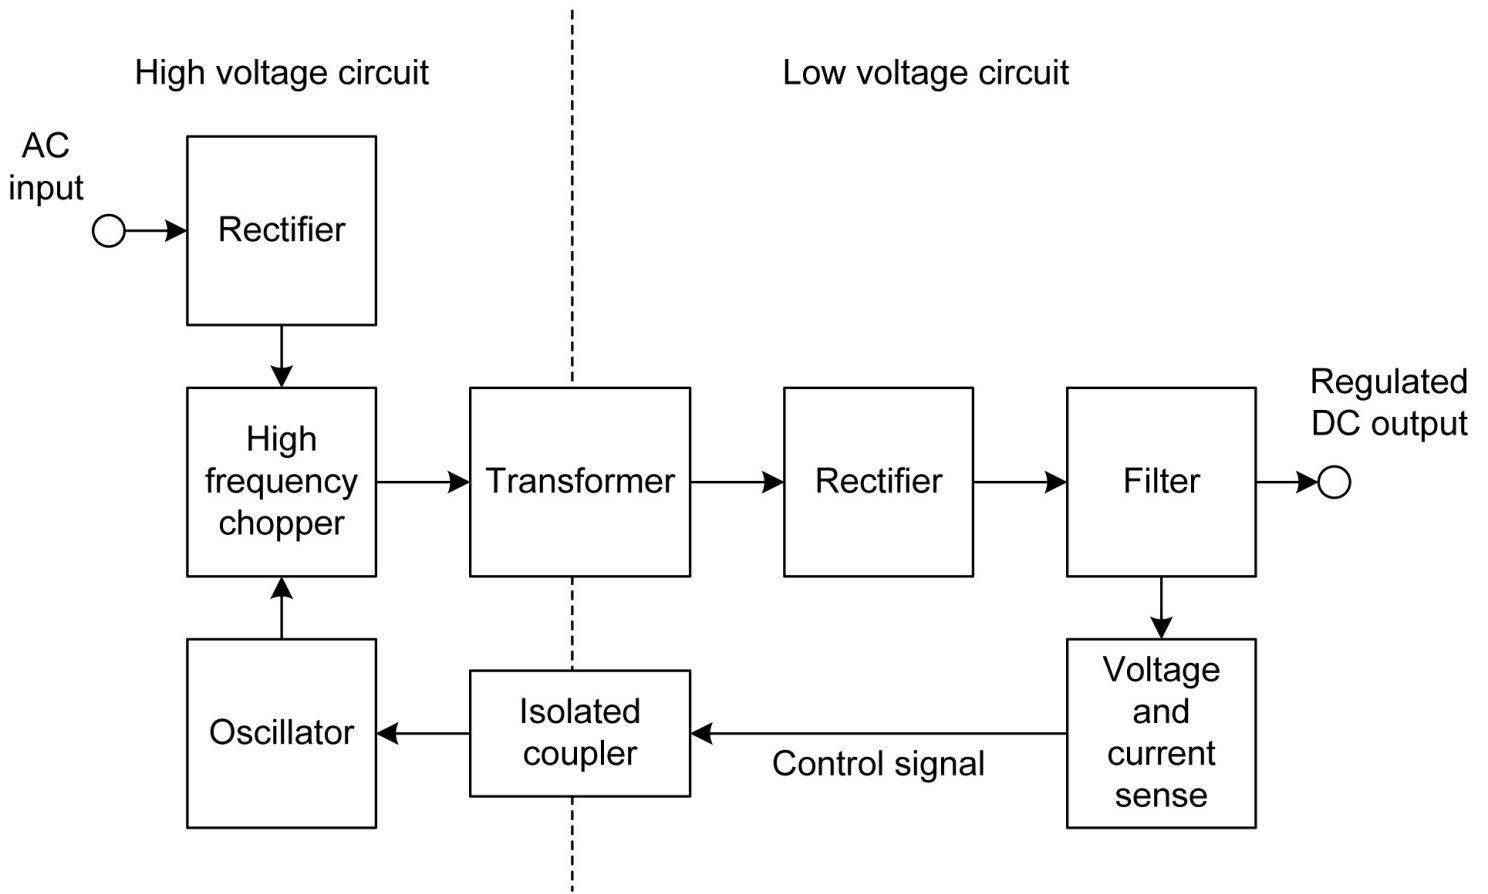 High voltage circuit
Low voltage circuit
AC
input
Rectifier
High
frequency
chopper
Transformer
Rectifier
Filter
Regulated
DC output
Oscillator
Isolated
coupler
Control signal
Voltage
and
current
sense